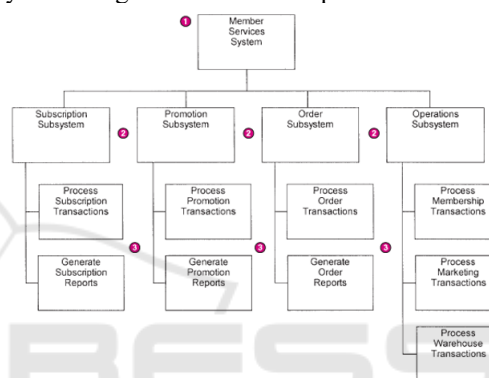 1
Member
Services
System
Subscription
Subsystem
2
Promotion
Subsystem
2
Order
Subsystem
2
Operations
Subsystem
Process
Subscription
Transactions
Process
Promotion
Transactions
Process
Order
Transactions
Process
Membership
Transactions
3
3
3
Generate
Subscription
Reports
Generate
Promotion
Reports
Generate
Order
Reports
Process
Marketing
Transactions
Process
Warehouse
Transactions